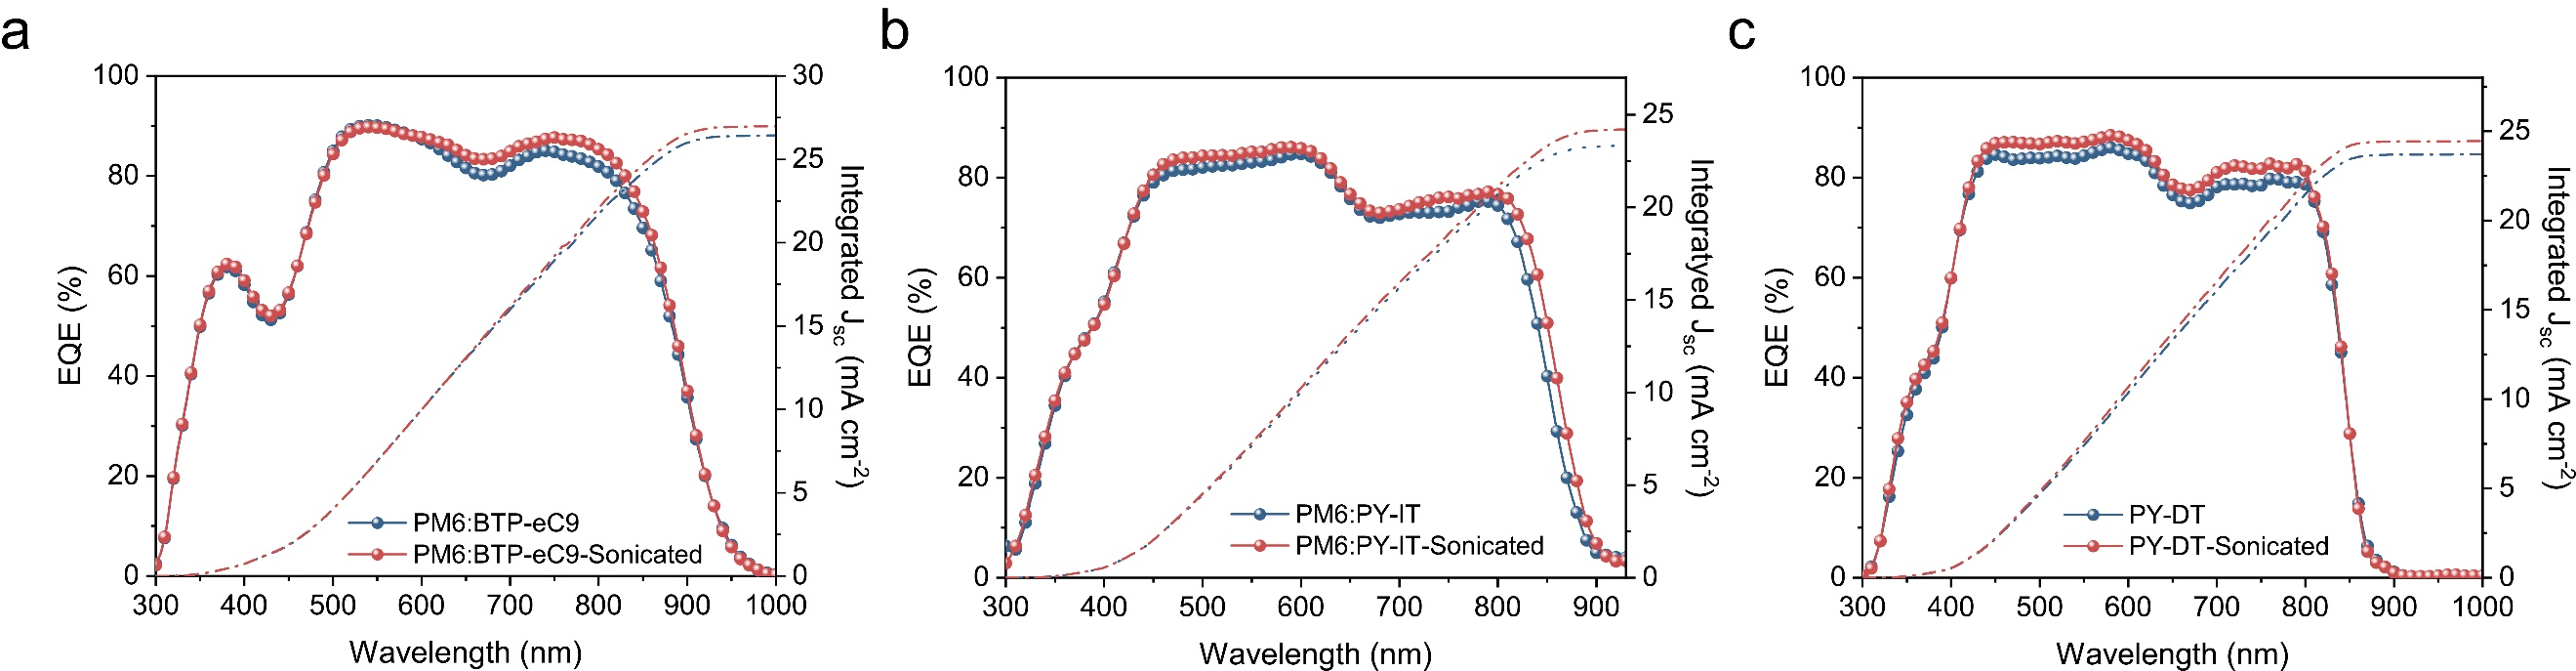 a
100
80
60
40
20
0
EQE (%)
300 400 500 600 700 800 900 1000
Wavelength (nm)
30
25
20
15
10
5
0
Integrated Jsc (mA cm-2)
PM6:BTP-eC9
PM6:BTP-eC9-Sonicated
b
100
80
60
40
20
0
EQE (%)
300 400 500 600 700 800 900
Wavelength (nm)
25
20
15
10
5
0
Integratyed Jsc (mA cm-2)
PM6:PY-IT
PM6:PY-IT-Sonicated
c
100
80
60
40
20
0
EQE (%)
300 400 500 600 700 800 900 1000
Wavelength (nm)
25
20
15
10
5
0
Integrated Jsc (mA cm-2)
PY-DT
PY-DT-Sonicated